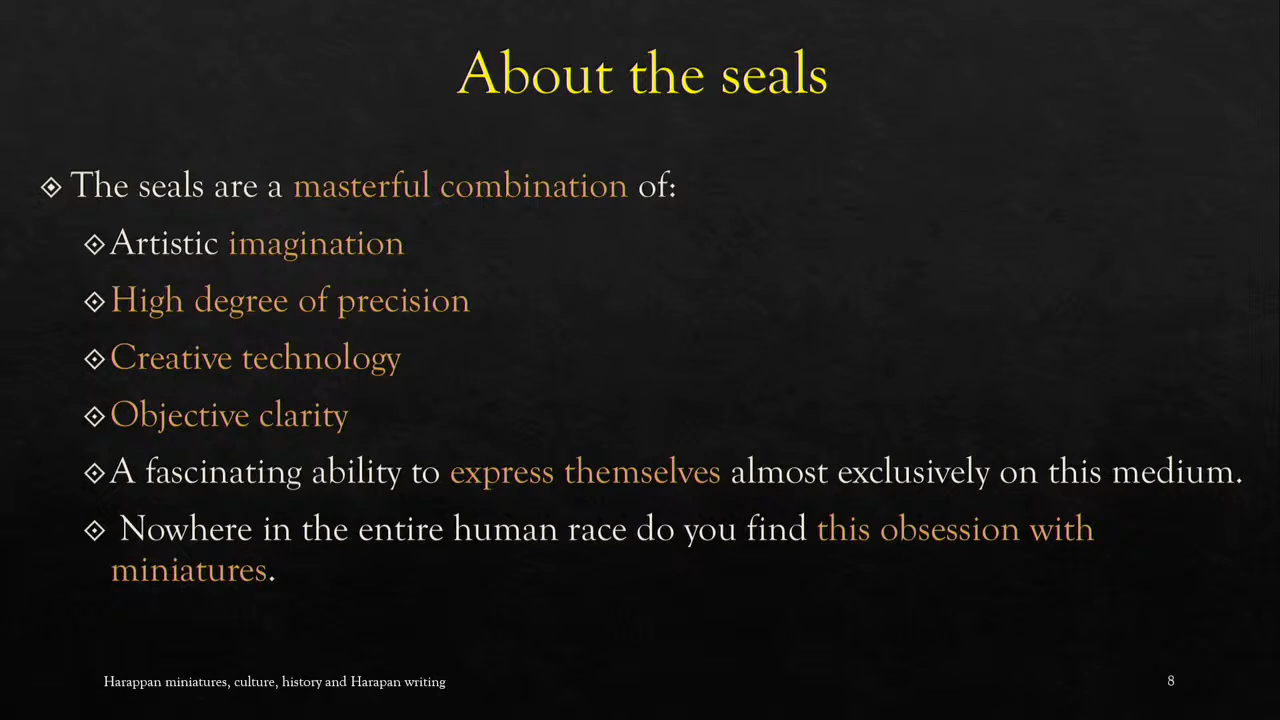 About the seals
The seals are a masterful combination of:
Artistic imagination
High degree of precision
Creative technology
Objective clarity
A fascinating ability to express themselves almost exclusively on this medium.
Nowhere in the entire human race do you find this obsession with
miniatures.
Harappan miniatures, culture, history and Harapan writing
8